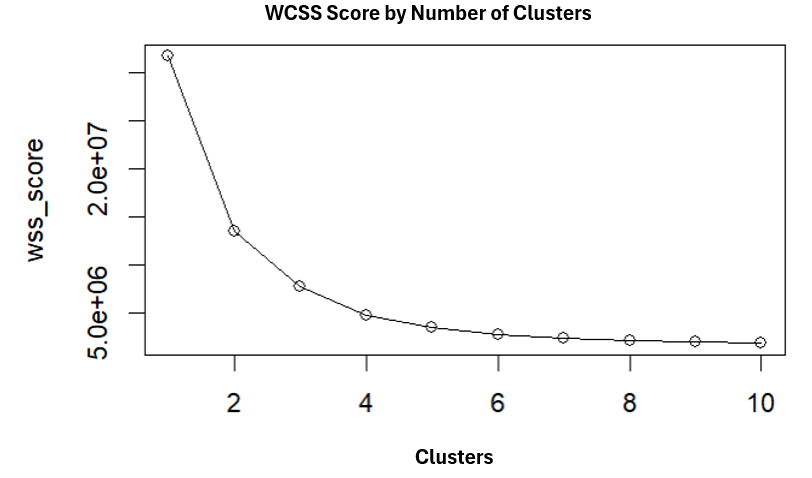 WCSS Score by Number of Clusters
wss_score
2.0e+07
5.0e+06
2 4 6 8 10
Clusters